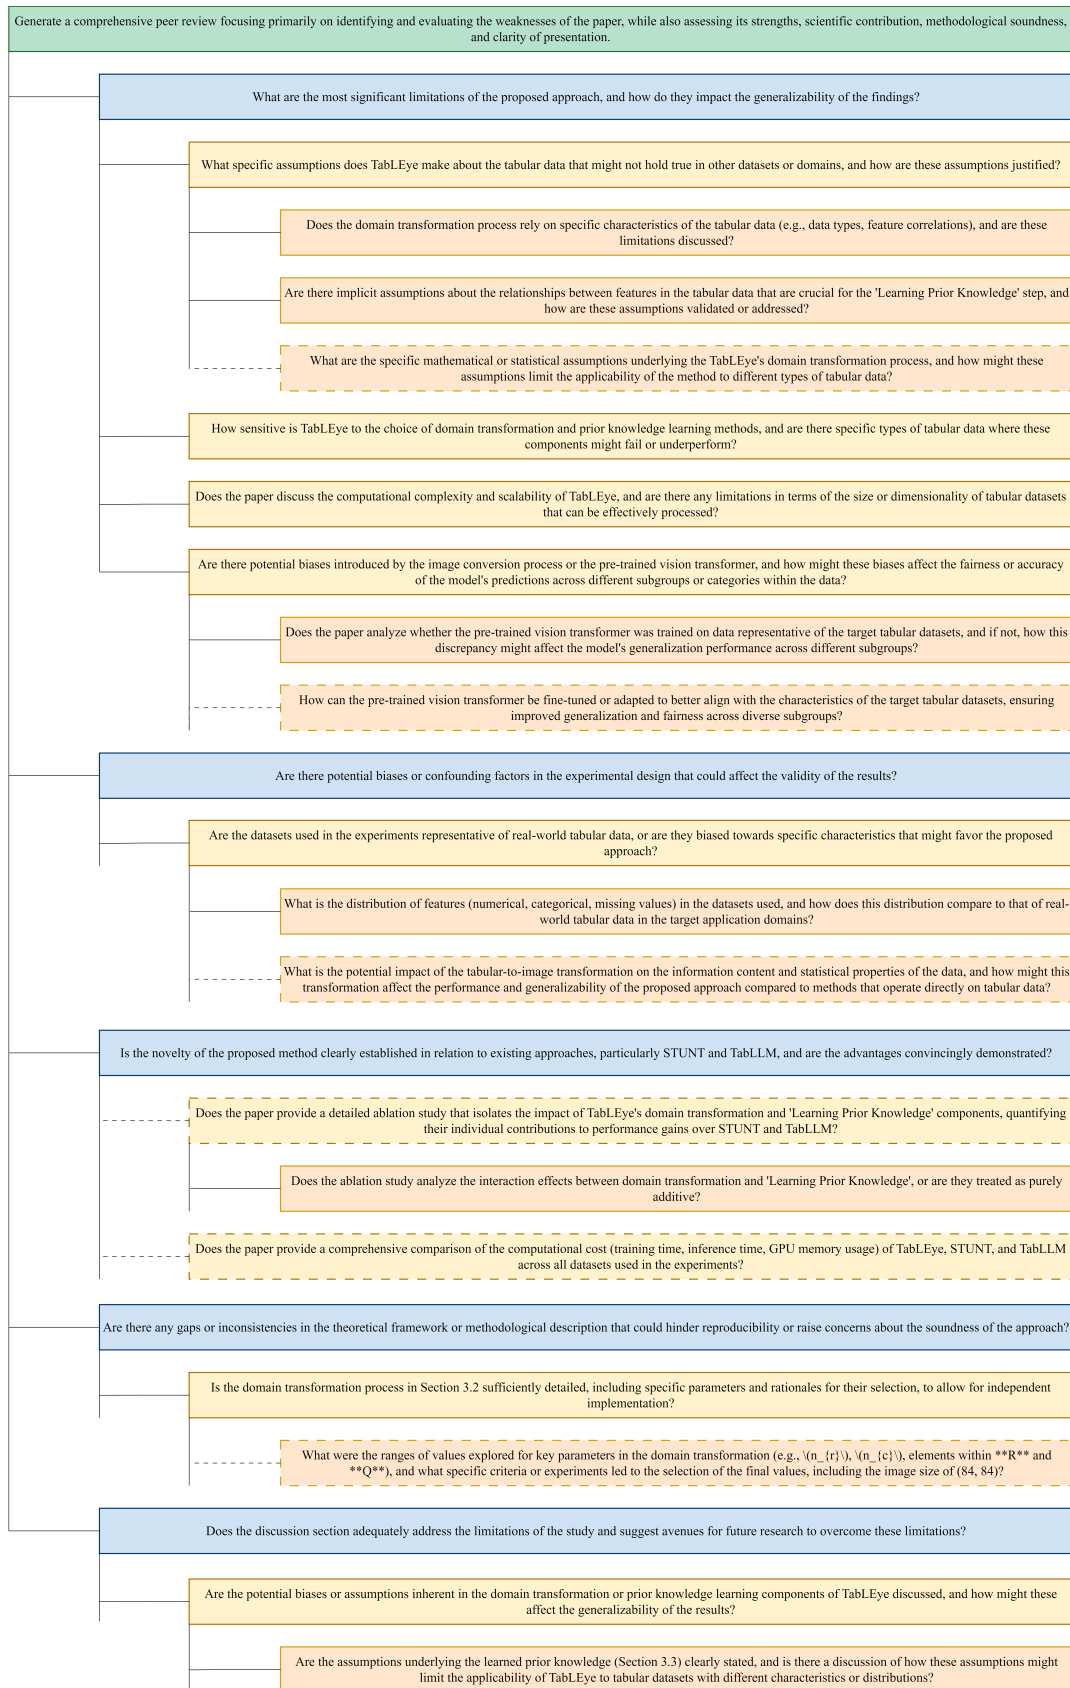 Generate a comprehensive peer review focusing primarily on identifying and evaluating the weaknesses of the paper, while also assessing its strengths, scientific contribution, methodological soundness,
and clarity of presentation.
What are the most significant limitations of the proposed approach, and how do they impact the generalizability of the findings?
What specific assumptions does TabLEye make about the tabular data that might not hold true in other datasets or domains, and how are these assumptions justified?
Does the domain transformation process rely on specific characteristics of the tabular data (e.g., data types, feature correlations), and are these
limitations discussed?
Are there implicit assumptions about the relationships between features in the tabular data that are crucial for the 'Learning Prior Knowledge' step, and
how are these assumptions validated or addressed?
What are the specific mathematical or statistical assumptions underlying the TabLEye's domain transformation process, and how might these
assumptions limit the applicability of the method to different types of tabular data?
How sensitive is TabLEye to the choice of domain transformation and prior knowledge learning methods, and are there specific types of tabular data where these
components might fail or underperform?
Does the paper discuss the computational complexity and scalability of TabLEye, and are there any limitations in terms of the size or dimensionality of tabular datasets
that can be effectively processed?
Are there potential biases introduced by the image conversion process or the pre-trained vision transformer, and how might these biases affect the fairness or accuracy
of the model's predictions across different subgroups or categories within the data?
Does the paper analyze whether the pre-trained vision transformer was trained on data representative of the target tabular datasets, and if not, how this
discrepancy might affect the model's generalization performance across different subgroups?
How can the pre-trained vision transformer be fine-tuned or adapted to better align with the characteristics of the target tabular datasets, ensuring
improved generalization and fairness across diverse subgroups?
Are there potential biases or confounding factors in the experimental design that could affect the validity of the results?
Are the datasets used in the experiments representative of real-world tabular data, or are they biased towards specific characteristics that might favor the proposed
approach?
What is the distribution of features (numerical, categorical, missing values) in the datasets used, and how does this distribution compare to that of real-
world tabular data in the target application domains?
What is the potential impact of the tabular-to-image transformation on the information content and statistical properties of the data, and how might this
transformation affect the performance and generalizability of the proposed approach compared to methods that operate directly on tabular data?
Is the novelty of the proposed method clearly established in relation to existing approaches, particularly STUNT and TabLLM, and are the advantages convincingly demonstrated?
Does the paper provide a detailed ablation study that isolates the impact of TabLEye's domain transformation and 'Learning Prior Knowledge' components, quantifying
their individual contributions to performance gains over STUNT and TabLLM?
Does the ablation study analyze the interaction effects between domain transformation and 'Learning Prior Knowledge', or are they treated as purely
additive?
Does the paper provide a comprehensive comparison of the computational cost (training time, inference time, GPU memory usage) of TabLEye, STUNT, and TabLLM
across all datasets used in the experiments?
Are there any gaps or inconsistencies in the theoretical framework or methodological description that could hinder reproducibility or raise concerns about the soundness of the approach?
Is the domain transformation process in Section 3.2 sufficiently detailed, including specific parameters and rationales for their selection, to allow for independent
implementation?
What were the ranges of values explored for key parameters in the domain transformation (e.g., \(n_{r}\), \(n_{c}\), elements within **R** and
**Q**), and what specific criteria or experiments led to the selection of the final values, including the image size of (84, 84)?
Does the discussion section adequately address the limitations of the study and suggest avenues for future research to overcome these limitations?
Are the potential biases or assumptions inherent in the domain transformation or prior knowledge learning components of TabLEye discussed, and how might these
affect the generalizability of the results?
Are the assumptions underlying the learned prior knowledge (Section 3.3) clearly stated, and is there a discussion of how these assumptions might
limit the applicability of TabLEye to tabular datasets with different characteristics or distributions?